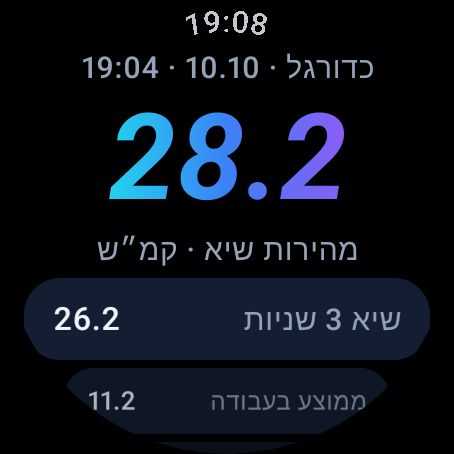 19:08
כדורגל · 10.10 · 19:04
28.2
מהירות שיא · קמ״ש
שיא 3 שניות 26.2
ממוצע בעבודה 11.2